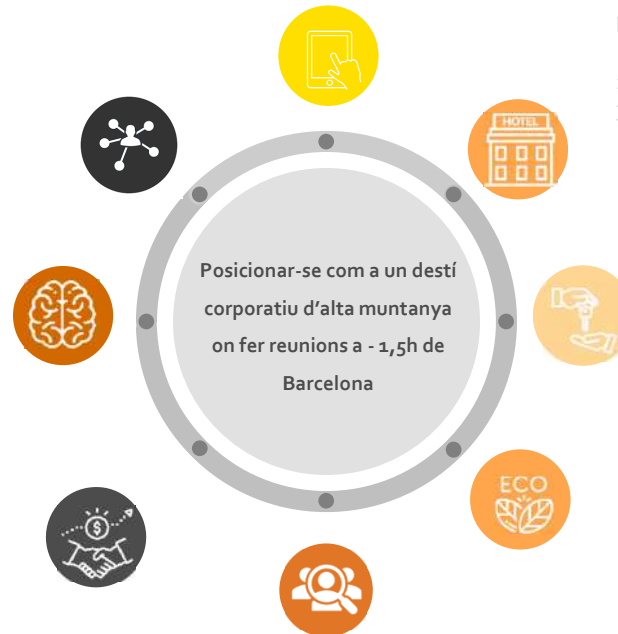 HOTEL
Posicionar-se com a un destí
corporatiu d'alta muntanya
on fer reunions a - 1,5h de
Barcelona
ECO
$